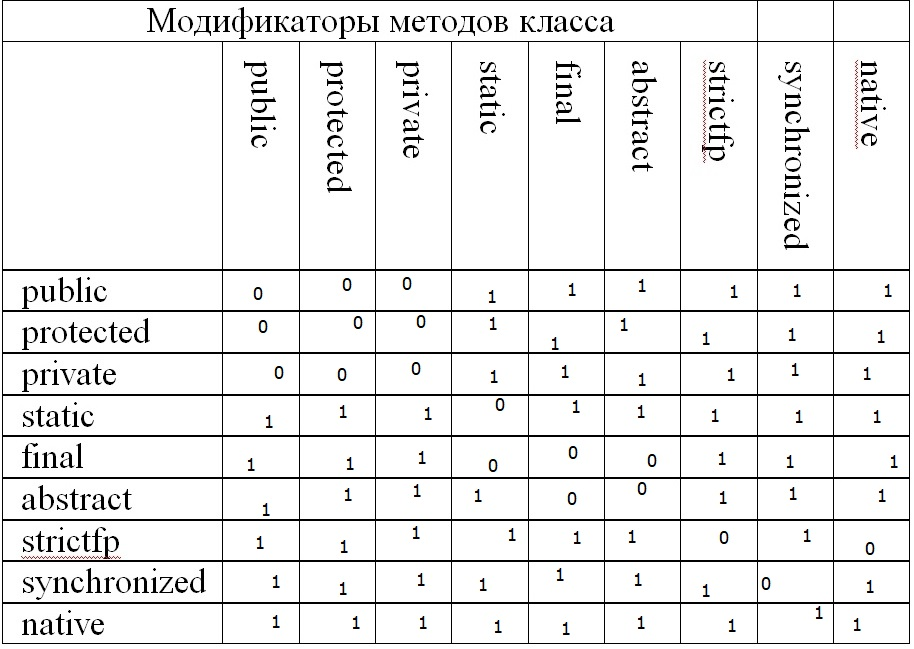 Модификаторы методов класса
public protected private static final abstract strictfp synchronized native
public 0 0 0 1 1 1 1 1 1
protected 0 0 0 1 1 1 1 1 1
private 0 0 0 1 1 1 1 1 1
static 1 1 1 0 1 1 1 1 1
final 1 1 1 0 0 0 1 1 1
abstract 1 1 1 1 0 0 1 1 1
strictfp 1 1 1 1 1 1 0 1 0
synchronized 1 1 1 1 1 1 1 0 1
native 1 1 1 1 1 1 1 1 1